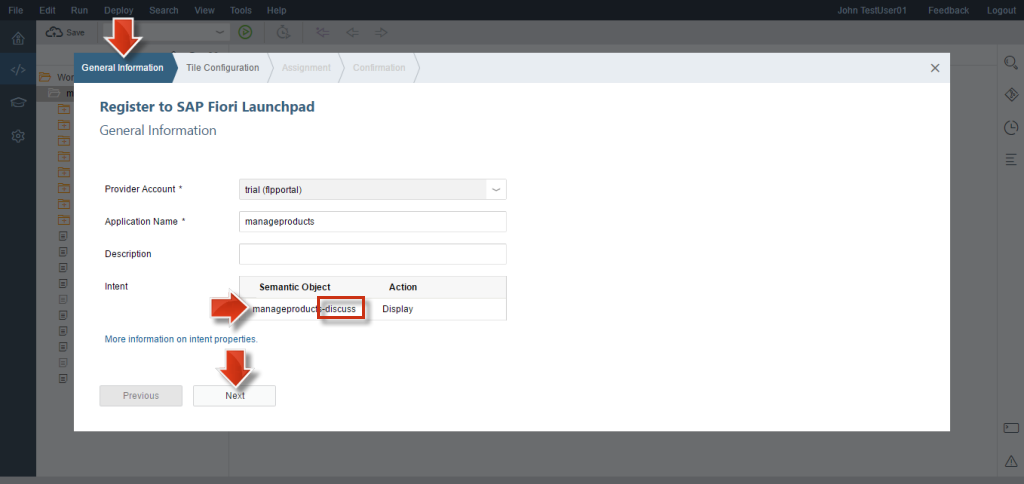 File Edit Run Deploy Search View Tools Help John TestUser01 Feedback Logout
Save
General Information Tile Configuration Assignment Confirmation
Wor
m
Register to SAP Fiori Launchpad
General Information
Provider Account * trial (flpportal)
Application Name * manageproducts
Description
Intent Semantic Object Action
manageproducts-discuss Display
More information on intent properties.
Previous Next